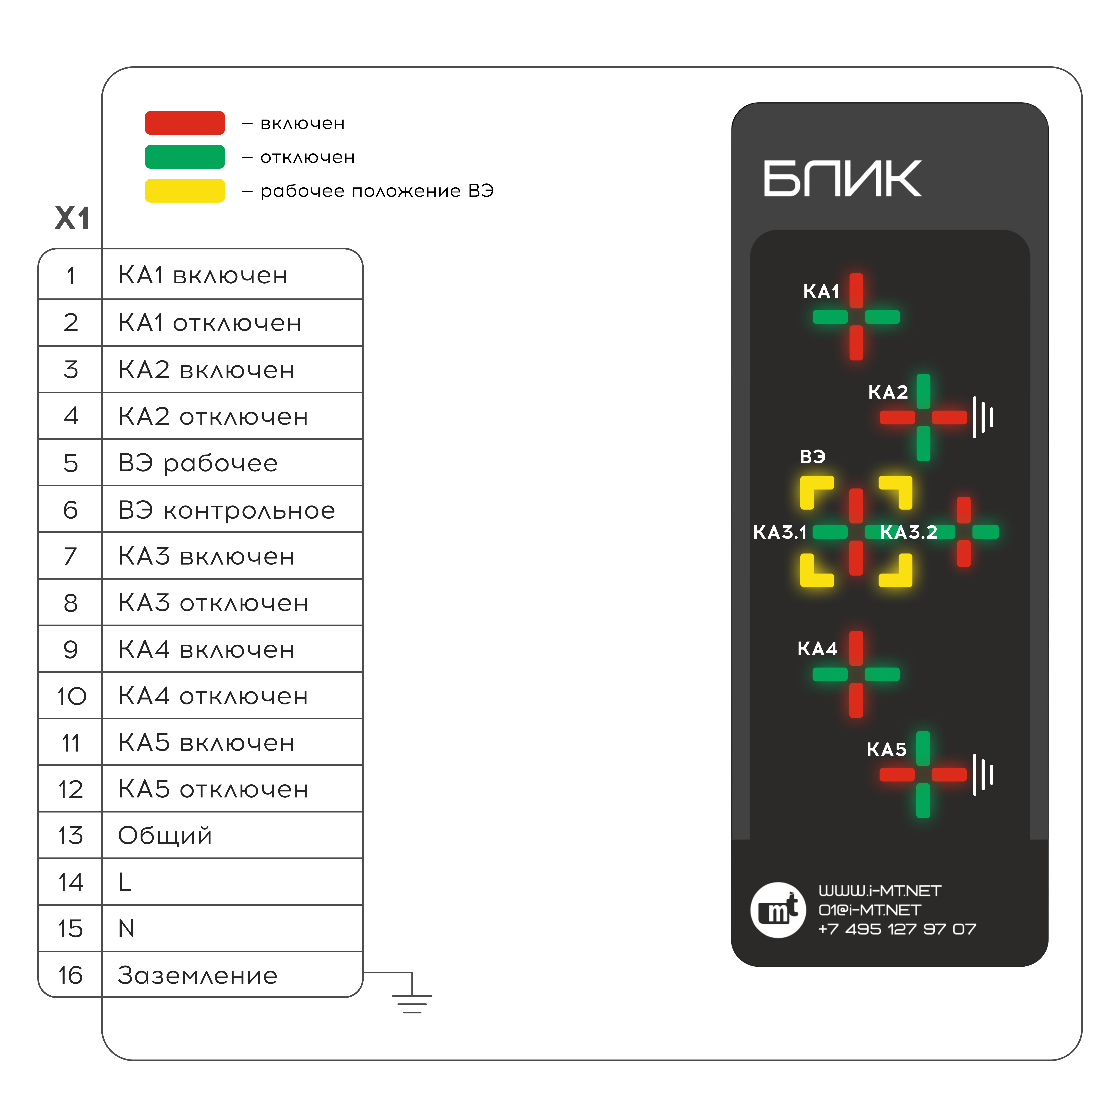 – включен
– отключен
– рабочее положение ВЭ
X1
1 КА1 включен
2 КА1 отключен
3 КА2 включен
4 КА2 отключен
5 ВЭ рабочее
6 ВЭ контрольное
7 КА3 включен
8 КА3 отключен
9 КА4 включен
10 КА4 отключен
11 КА5 включен
12 КА5 отключен
13 Общий
14 L
15 N
16 Заземление
БЛИК
КА1
КА2
ВЭ
КА3.1 КА3.2
КА4
КА5
mt
WWW.i-MT.NET
01@i-MT.NET
+7 495 127 97 07